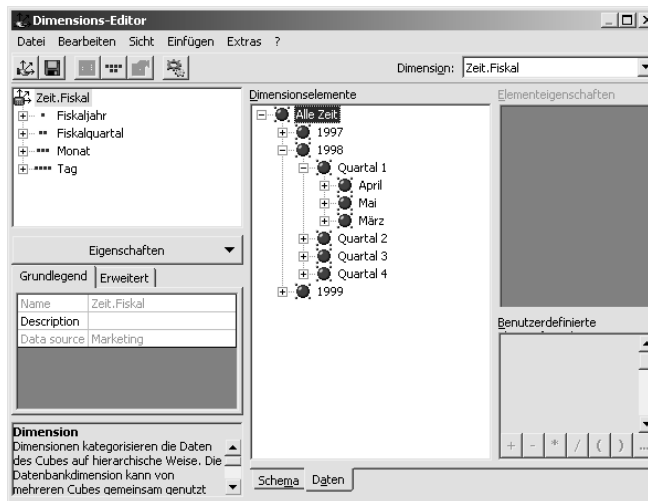 Dimensions-Editor
Datei Bearbeiten Sicht Einfügen Extras ?
Dimension: Zeit.Fiskal
Zeit.Fiskal
Fiskaljahr
Fiskalquartal
Monat
Tag
Eigenschaften
Grundlegend Erweitert
Name Zeit.Fiskal
Description
Data source Marketing
Dimension
Dimensionen kategorisieren die Daten
des Cubes auf hierarchische Weise. Die
Datenbankdimension kann von
mehreren Cubes gemeinsam genutzt
Dimensionselemente
Alle Zeit
1997
1998
Quartal 1
April
Mai
März
Quartal 2
Quartal 3
Quartal 4
1999
Schema Daten
Elementeigenschaften
Benutzerdefinierte
+ - * / ( ) ...